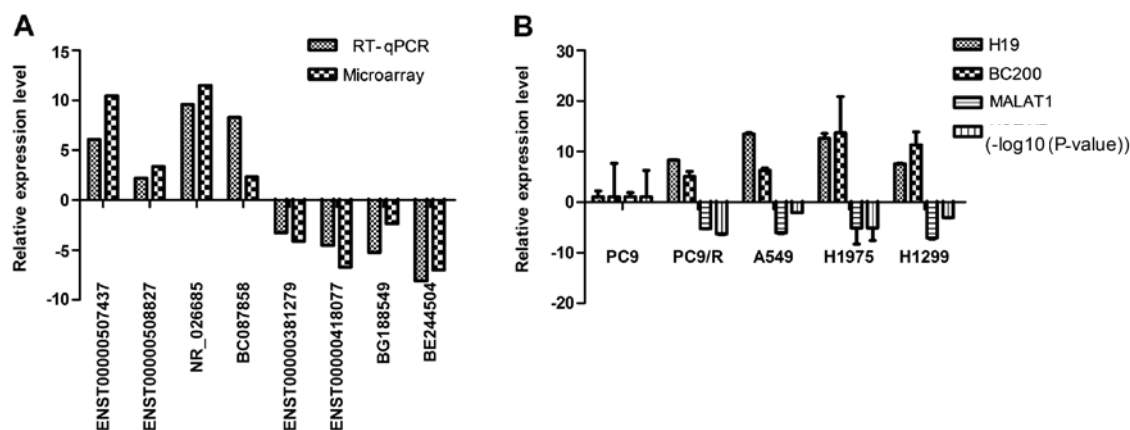 A
15
10
5
0
-5
-10
Relative expression level
RT-qPCR
Microarray
ENST00000507437
ENST00000508827
NR_026685
BC087858
ENST00000381279
ENST00000418077
BG188549
BE244504
B
30
20
10
0
-10
-20
Relative expression level
H19
BC200
MALAT1
(-log10 (P-value))
PC9
PC9/R
A549
H1975
H1299